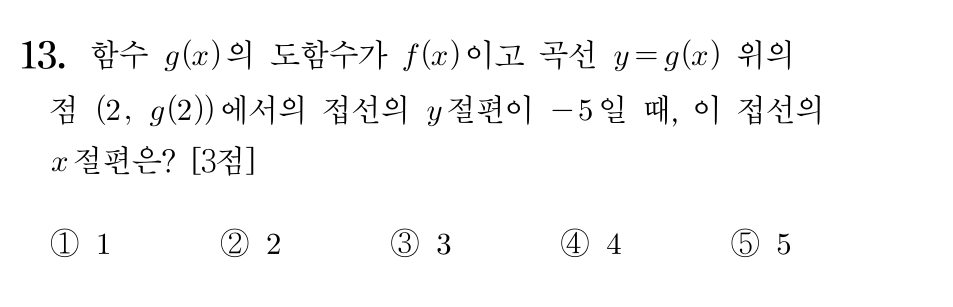 13. 함수 g(x)의 도함수가 f(x)이고 곡선 y=g(x) 위의
점 (2, g(2))에서의 접선의 y절편이 −5일 때, 이 접선의
x절편은? [3점]
① 1 ② 2 ③ 3 ④ 4 ⑤ 5